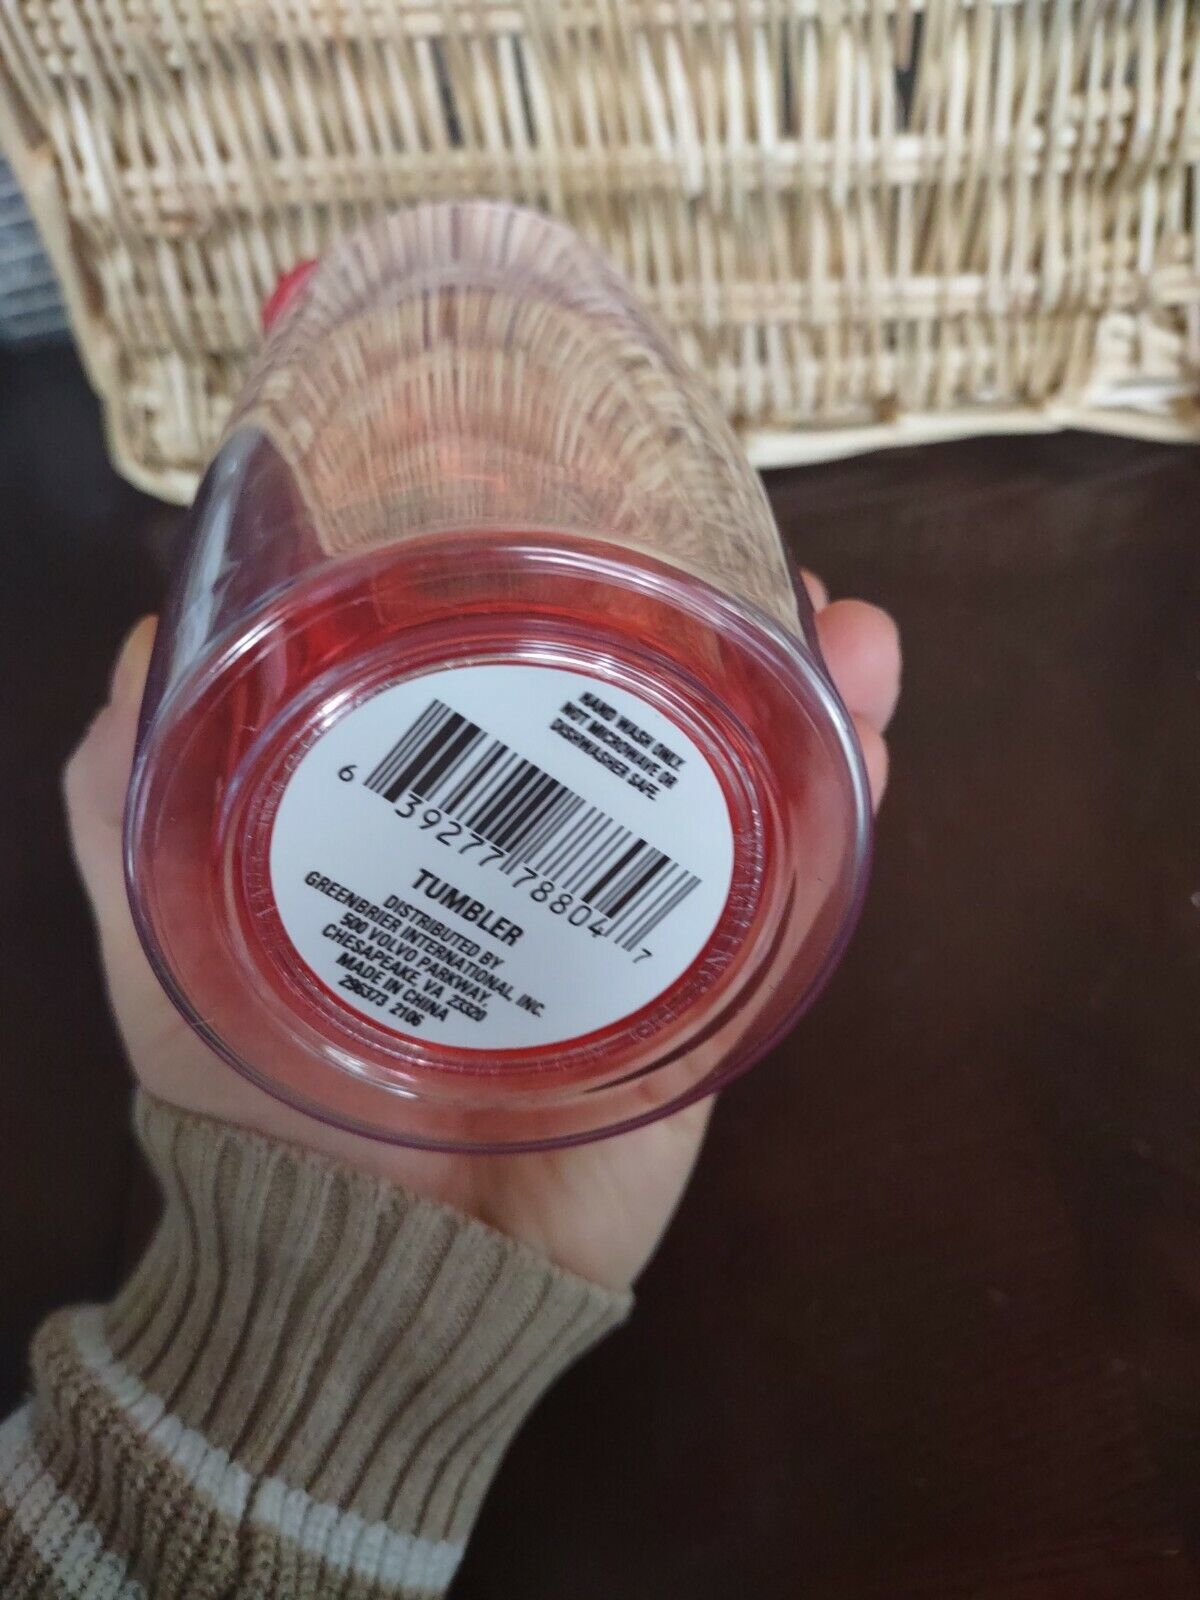 HAND WASH ONLY.
NOT MICROWAVE OR
DISHWASHER SAFE.
6 39277 78804 7
TUMBLER
DISTRIBUTED BY
GREENBRIER INTERNATIONAL, INC.
500 VOLVO PARKWAY,
CHESAPEAKE, VA 23320
MADE IN CHINA
296373 2106